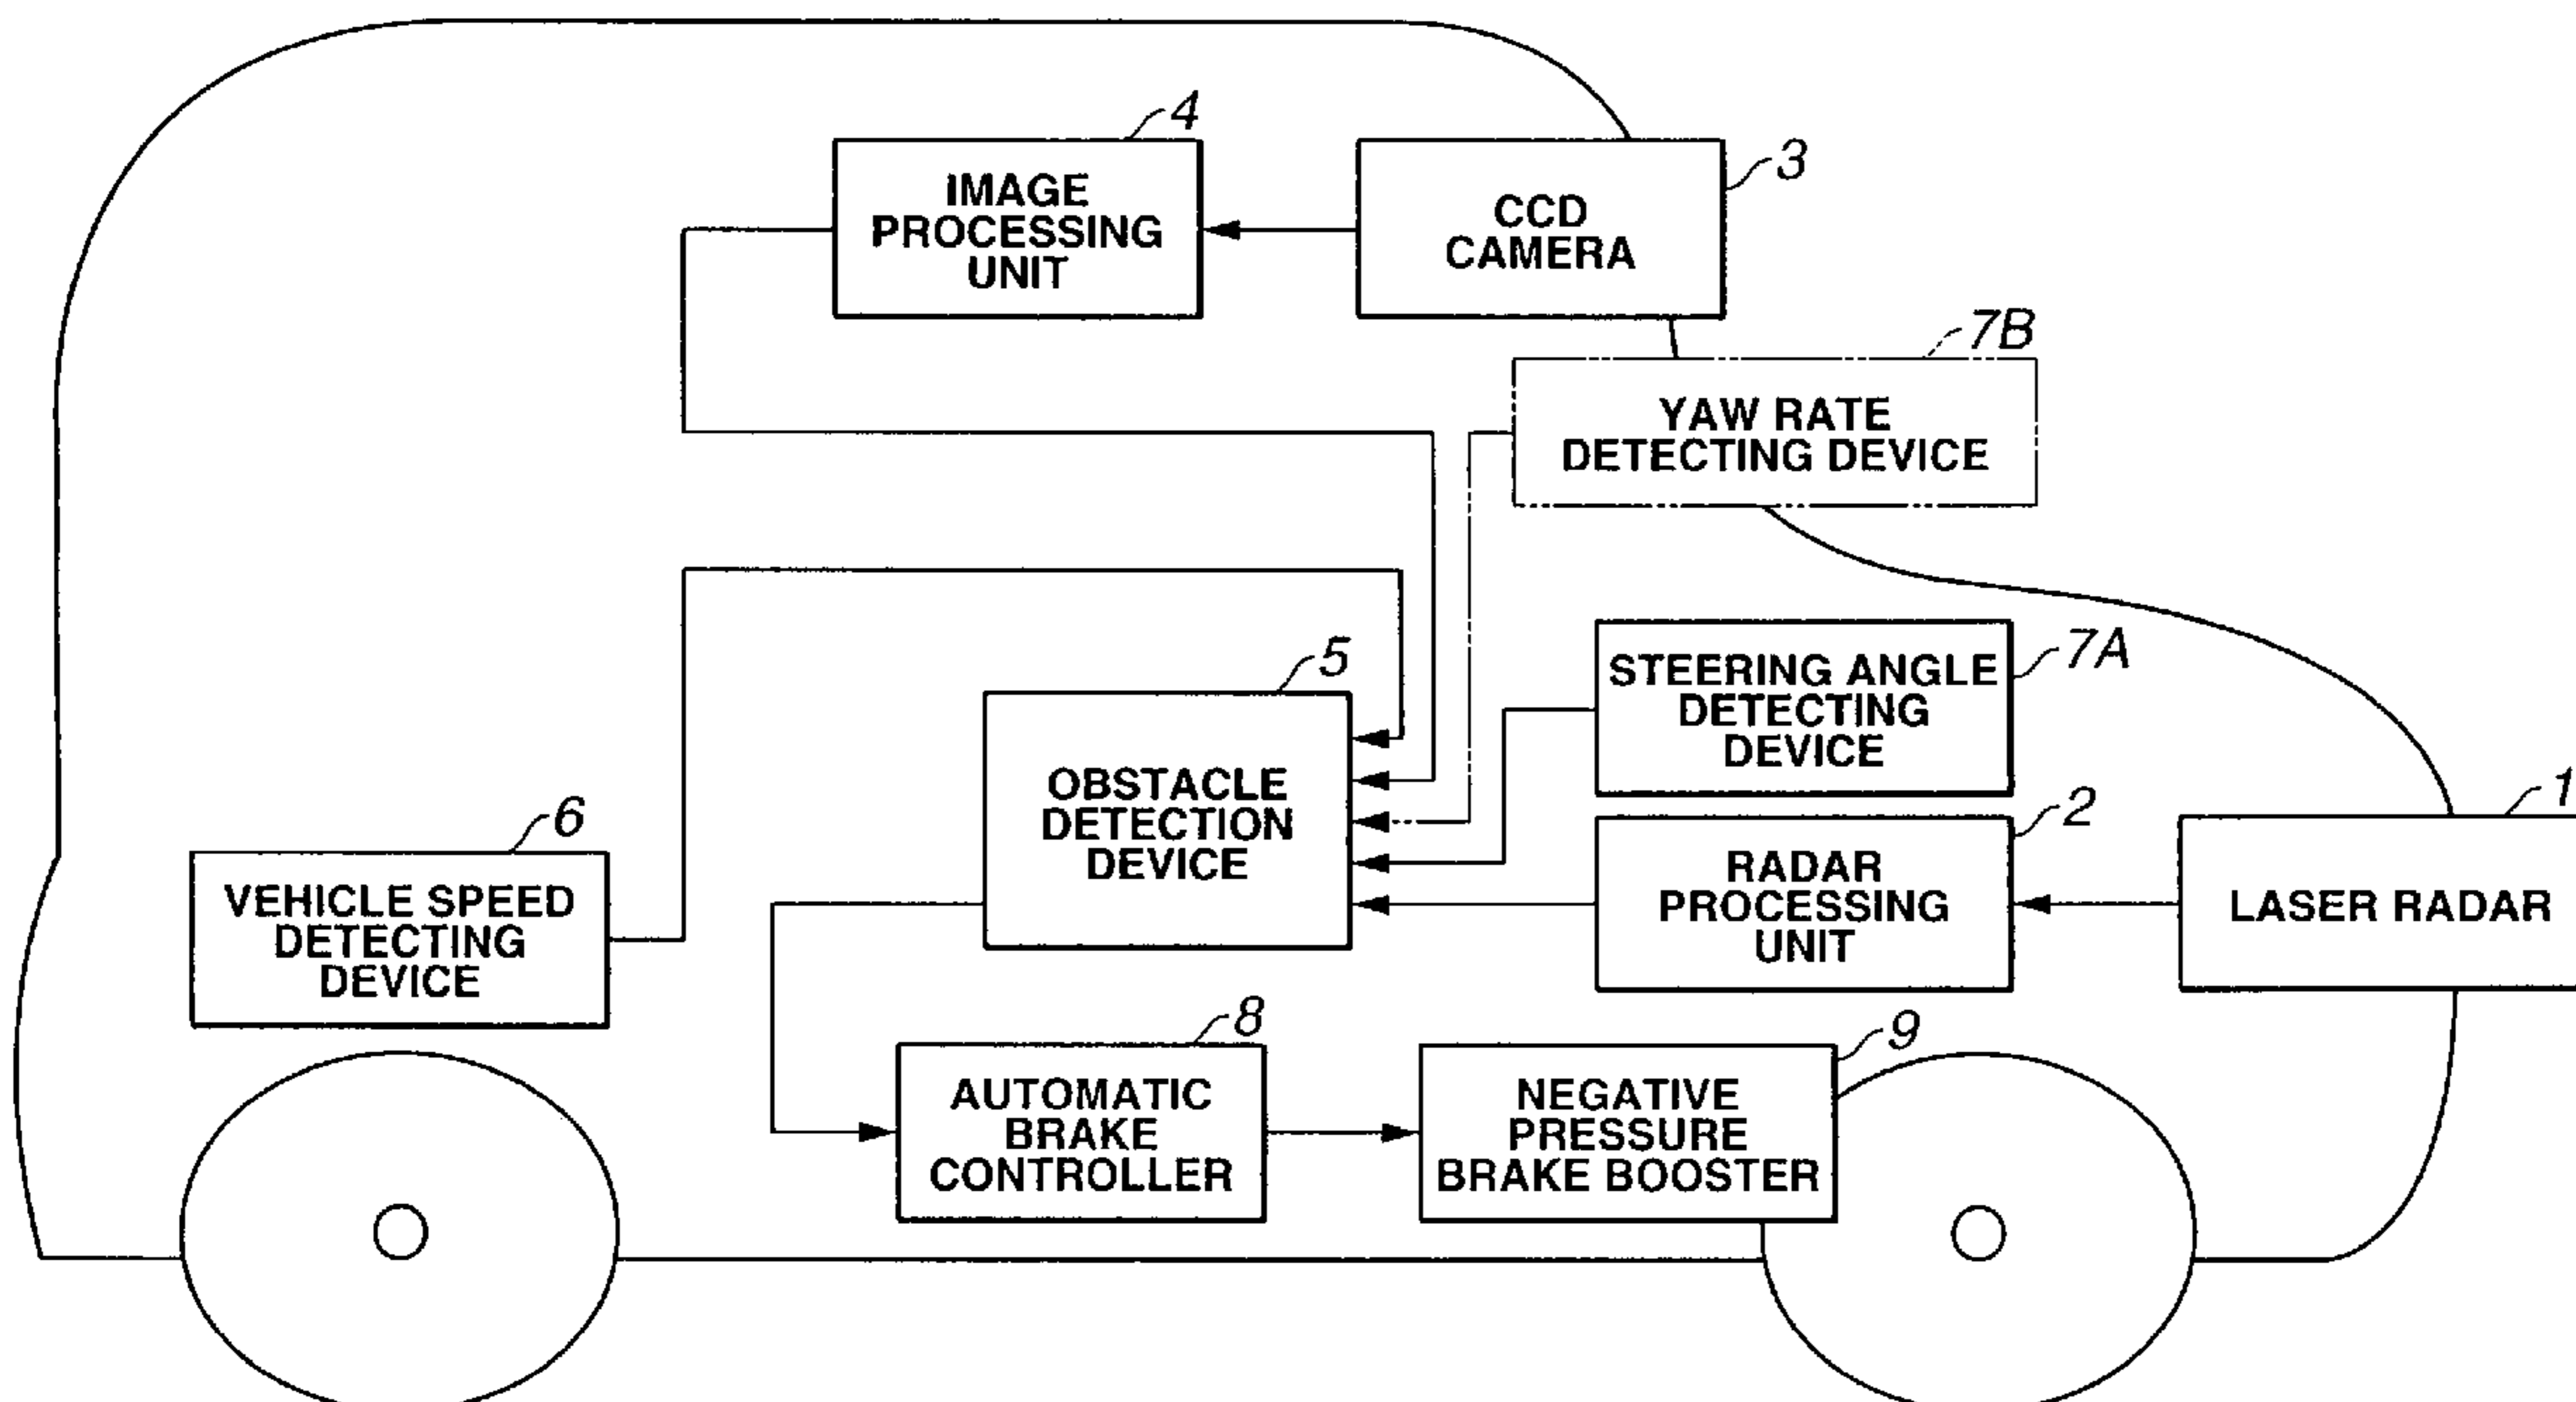 4
IMAGE
PROCESSING
UNIT
3
CCD
CAMERA
7B
YAW RATE
DETECTING DEVICE
7A
STEERING ANGLE
DETECTING
DEVICE
5
OBSTACLE
DETECTION
DEVICE
6
VEHICLE SPEED
DETECTING
DEVICE
2
RADAR
PROCESSING
UNIT
1
LASER RADAR
8
AUTOMATIC
BRAKE
CONTROLLER
9
NEGATIVE
PRESSURE
BRAKE BOOSTER